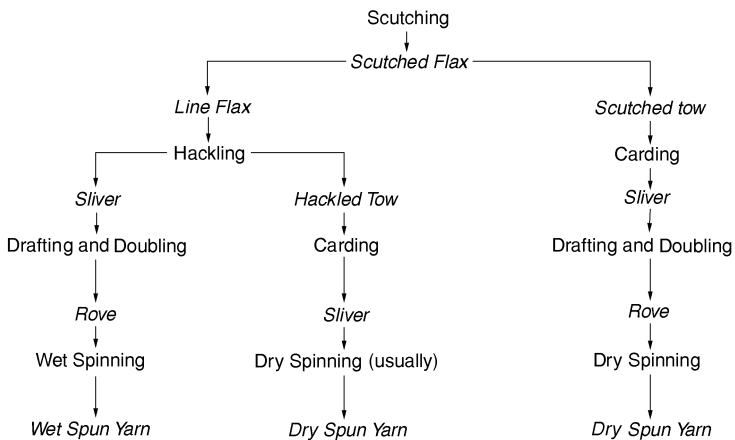 Scutching
Scutched Flax
Line Flax
Scutched tow
Hackling
Carding
Sliver
Hackled Tow
Sliver
Drafting and Doubling
Carding
Drafting and Doubling
Rove
Sliver
Rove
Wet Spinning
Dry Spinning (usually)
Dry Spinning
Wet Spun Yarn
Dry Spun Yarn
Dry Spun Yarn